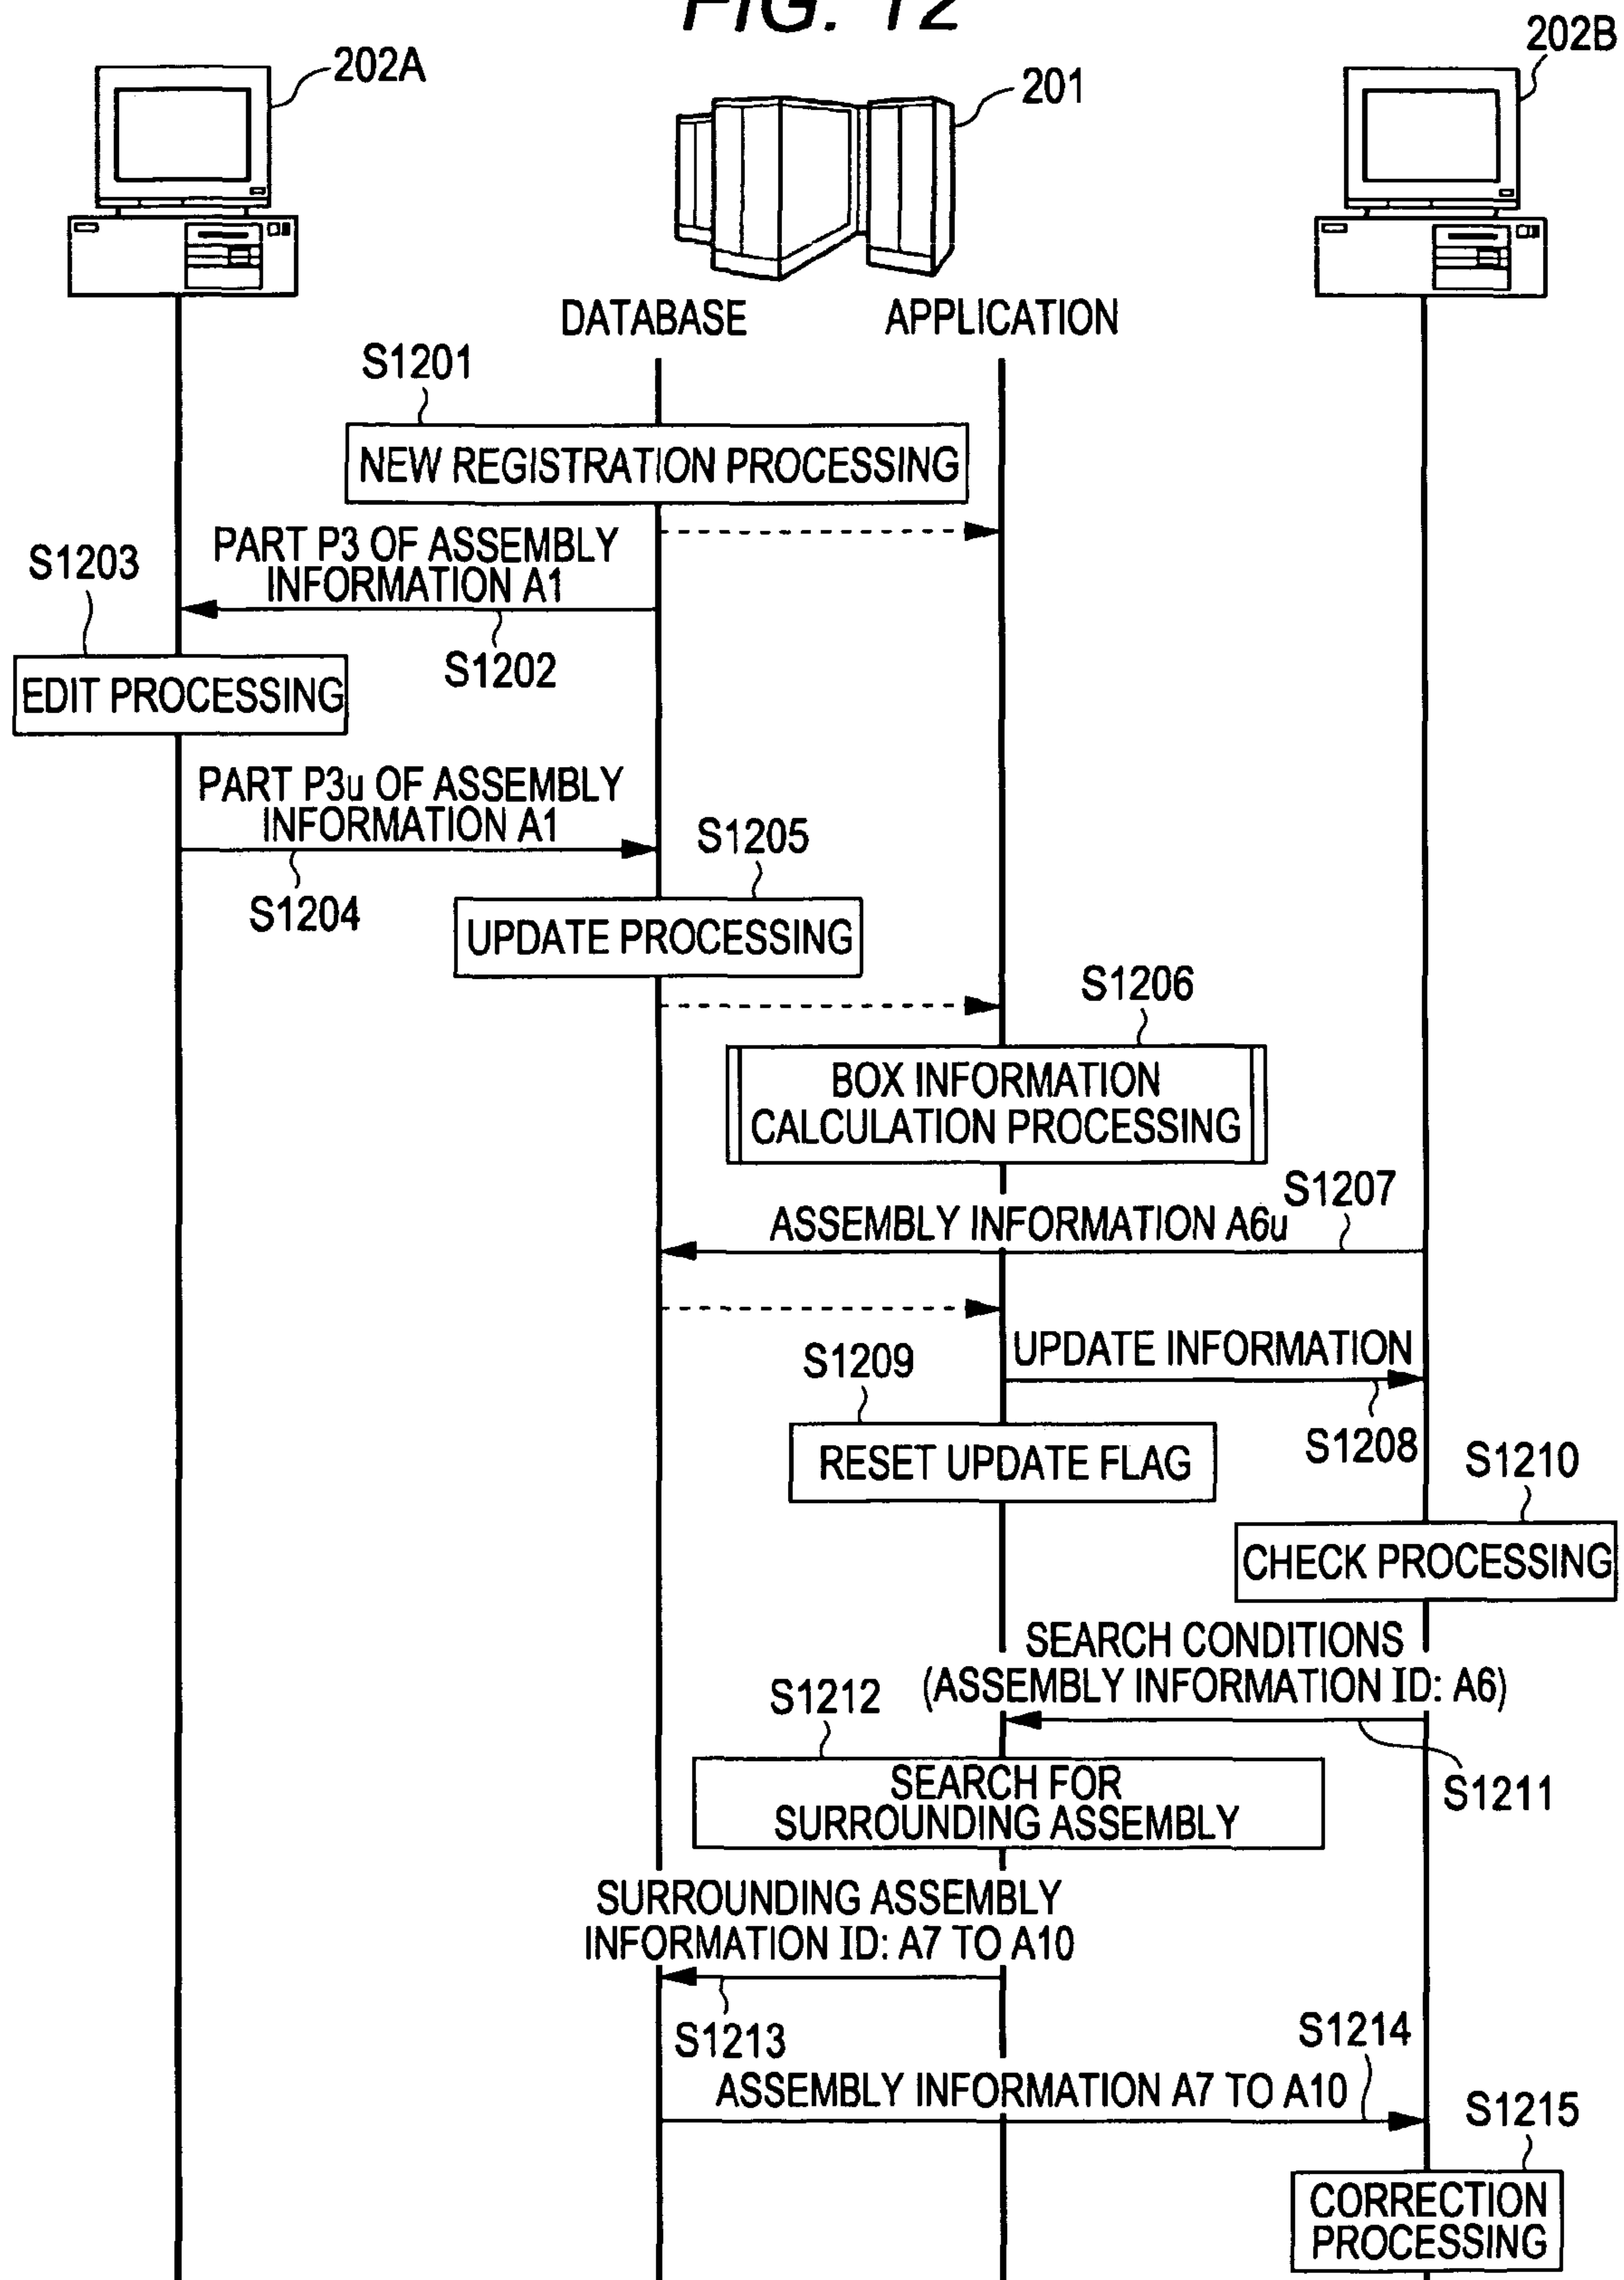 FIG. 12
202A
201
202B
DATABASE
APPLICATION
S1201
NEW REGISTRATION PROCESSING
PART P3 OF ASSEMBLY
INFORMATION A1
S1203
S1202
EDIT PROCESSING
PART P3u OF ASSEMBLY
INFORMATION A1
S1205
S1204
UPDATE PROCESSING
S1206
BOX INFORMATION
CALCULATION PROCESSING
S1207
ASSEMBLY INFORMATION A6u
UPDATE INFORMATION
S1209
S1208
RESET UPDATE FLAG
S1210
CHECK PROCESSING
SEARCH CONDITIONS
(ASSEMBLY INFORMATION ID: A6)
S1212
S1211
SEARCH FOR
SURROUNDING ASSEMBLY
SURROUNDING ASSEMBLY
INFORMATION ID: A7 TO A10
S1213
S1214
ASSEMBLY INFORMATION A7 TO A10
S1215
CORRECTION
PROCESSING